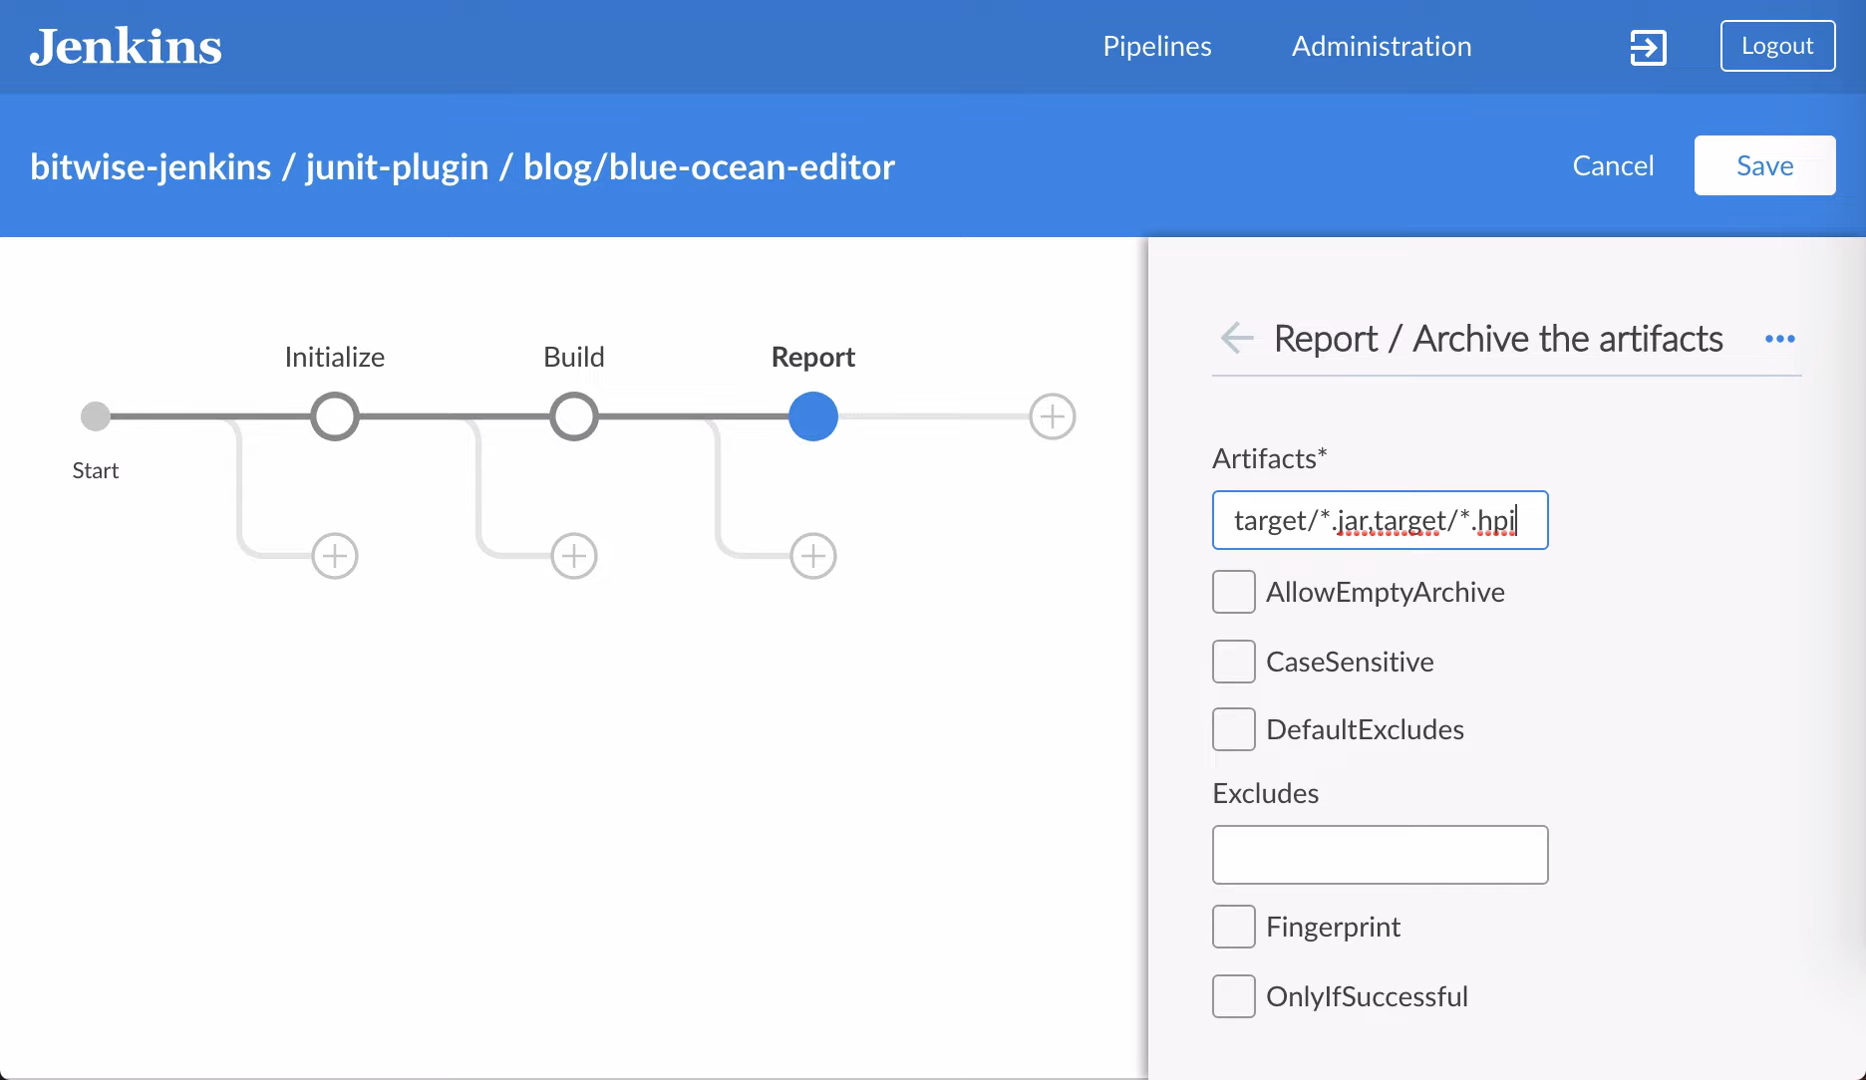 Jenkins
Pipelines
Administration
Logout
bitwise-jenkins / junit-plugin / blog/blue-ocean-editor
Cancel
Save
Initialize
Build
Report
Start
Report / Archive the artifacts
Artifacts*
target/*.jar,target/*.hpi
AllowEmptyArchive
CaseSensitive
DefaultExcludes
Excludes
Fingerprint
OnlyIfSuccessful